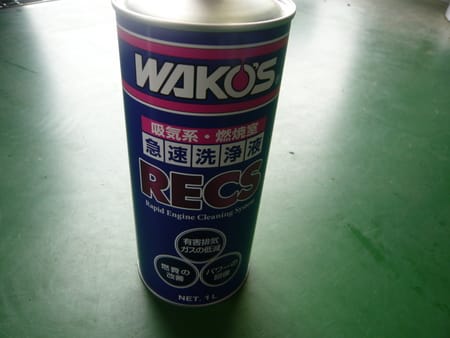 WAKO'S
吸気系・燃焼室
急速洗浄液
RECS
Rapid Engine Cleaning System
有害排気
ガスの低減
燃費の
改善
パワーの
回復
NET. 1L